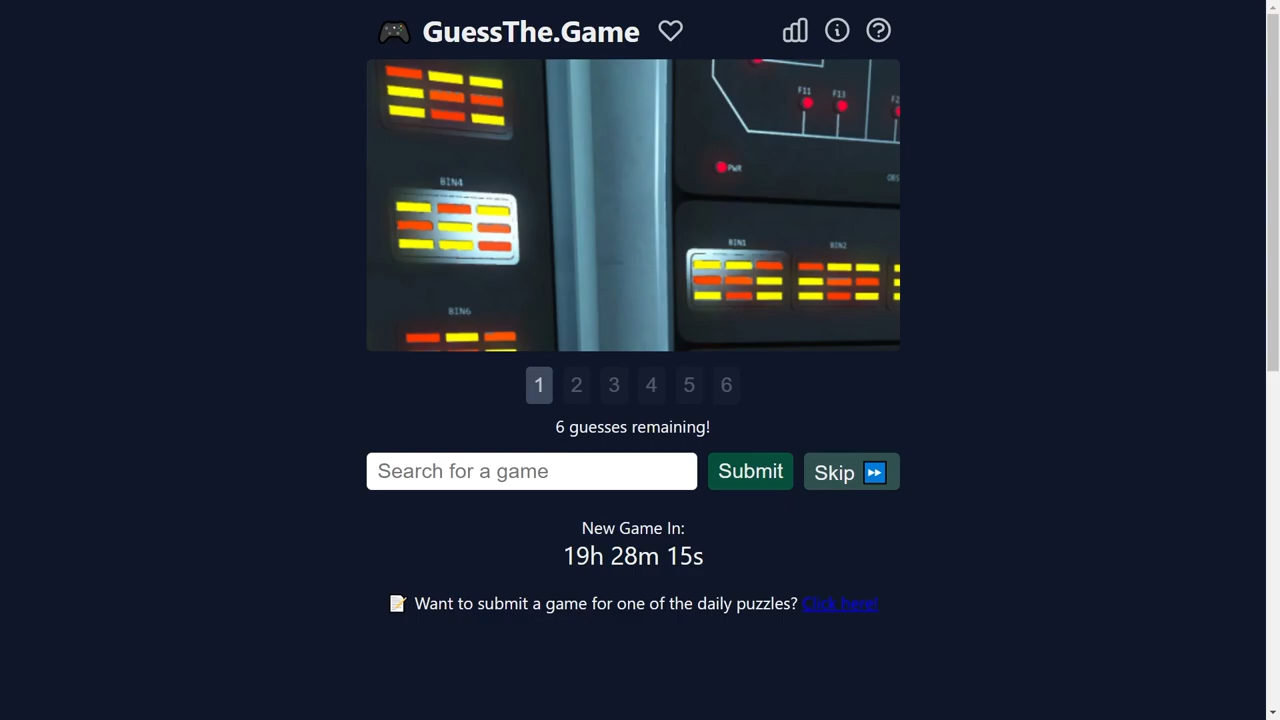 GuessThe.Game
BIN4
BIN6
F11
F13
PWR
BIN1
BIN2
1 2 3 4 5 6
6 guesses remaining!
Search for a game
Submit
Skip
New Game In:
19h 28m 15s
Want to submit a game for one of the daily puzzles? Click here!